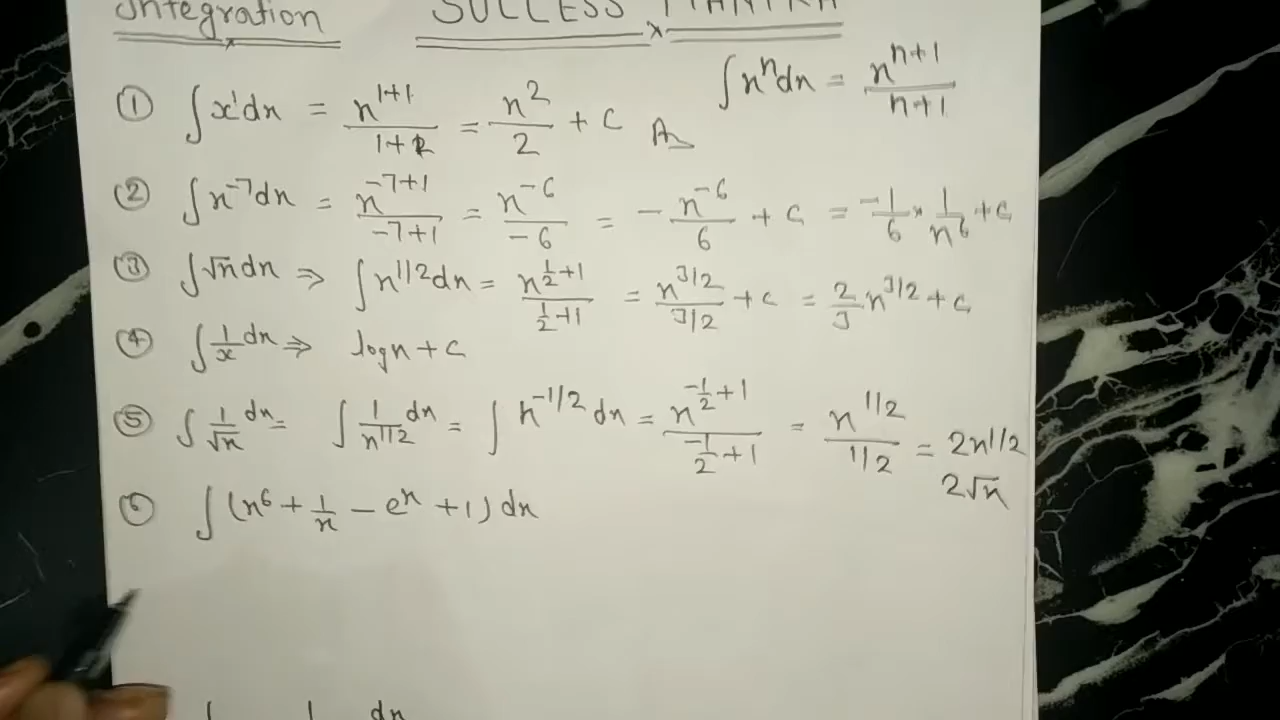 Integration SUCCESS MANTRA
∫xⁿdx = xⁿ⁺¹/n+1
① ∫x¹dx = x¹⁺¹/1+1 = x²/2 + C Ans
② ∫x⁻⁷dx = x⁻⁷⁺¹/-7+1 = x⁻⁶/-6 = - x⁻⁶/6 + C = -1/6 × 1/x⁶ + C
③ ∫√x dx ⇒ ∫x^1/2 dx = x^(1/2+1)/(1/2+1) = x^3/2/3/2 + C = 2/3 x^3/2 + C
④ ∫1/x dx ⇒ logx + C
⑤ ∫1/√x dx = ∫1/x^1/2 dx = ∫x^-1/2 dx = x^(-1/2+1)/(-1/2+1) = x^1/2/1/2 = 2x^1/2
2√x
⑥ ∫(x⁶ + 1/x - eˣ + 1) dx
∫ 1 dx